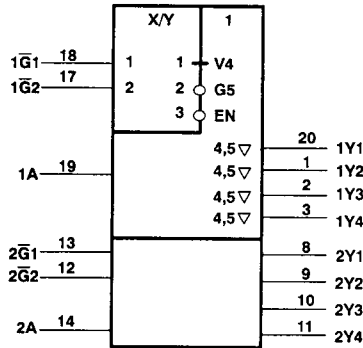 X/Y 1
1G̅1 18 1 1 V4
1G̅2 17 2 2 G5
3 EN
1A 19
4,5 ▽ 20 1Y1
4,5 ▽ 1 1Y2
4,5 ▽ 2 1Y3
4,5 ▽ 3 1Y4
2G̅1 13 8 2Y1
2G̅2 12 9 2Y2
10 2Y3
2A 14 11 2Y4